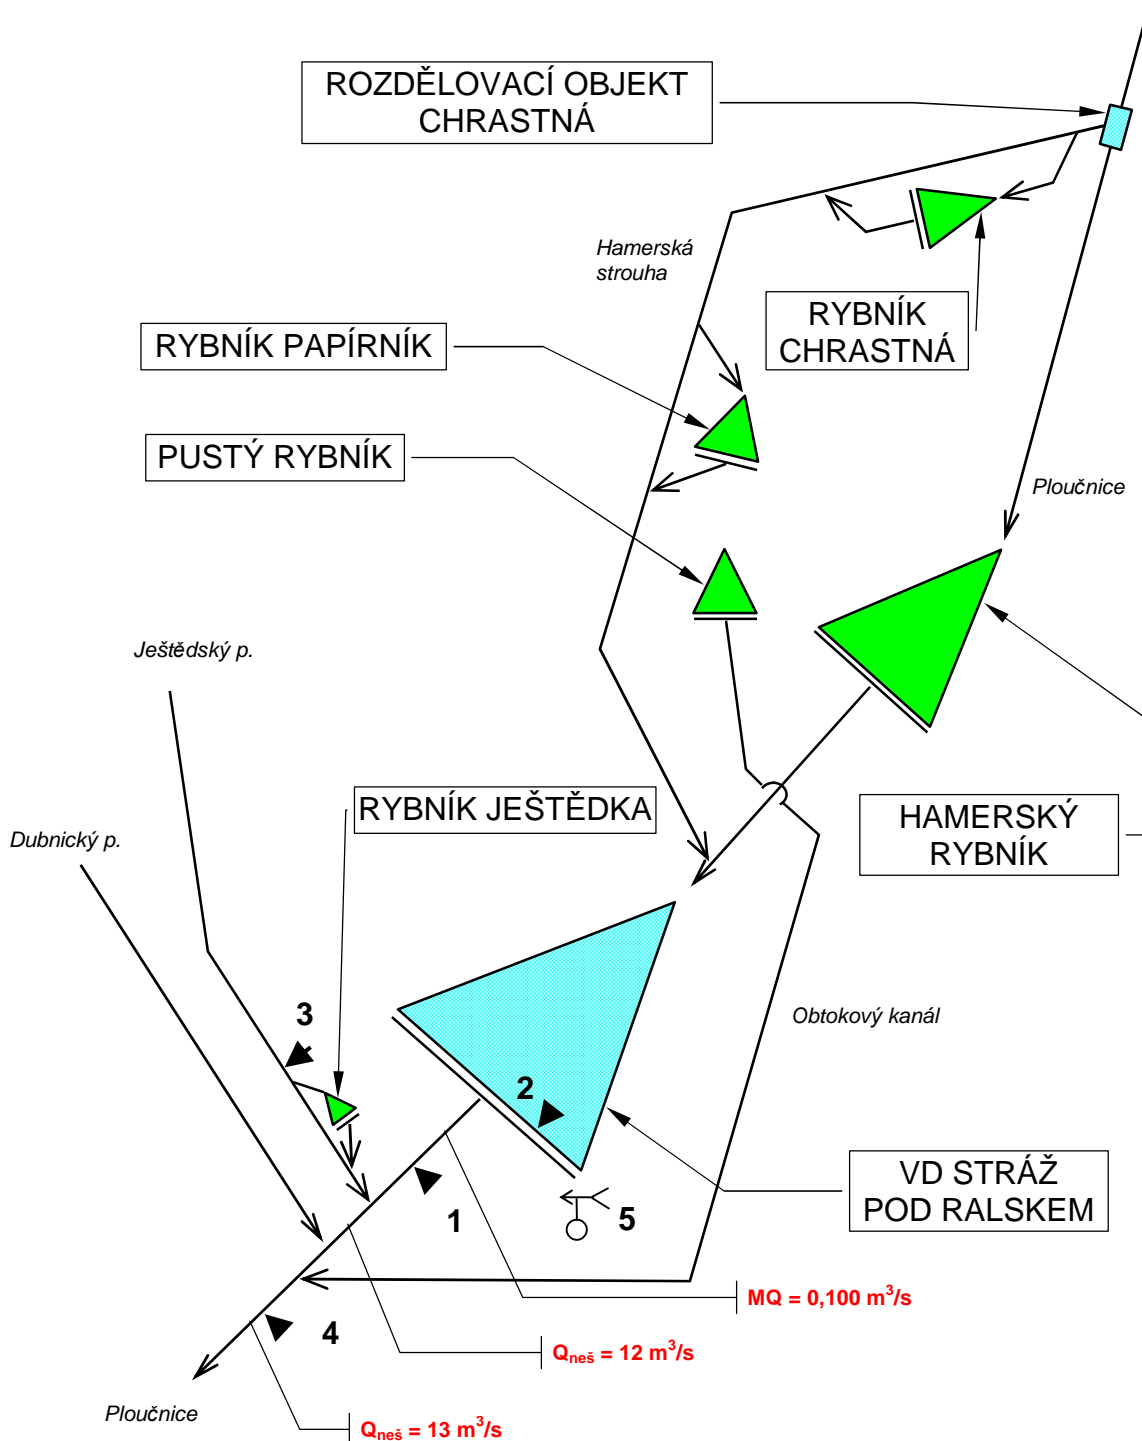 ROZDĚLOVACÍ OBJEKT
CHRASTNÁ
Hamerská
strouha
RYBNÍK
CHRASTNÁ
RYBNÍK PAPÍRNÍK
PUSTÝ RYBNÍK
Ploučnice
Ještědský p.
RYBNÍK JEŠTĚDKA
HAMERSKÝ
RYBNÍK
Dubnický p.
Obtokový kanál
3
2
VD STRÁŽ
POD RALSKEM
1
5
MQ = 0,100 m³/s
4
Qneš = 12 m³/s
Ploučnice
Qneš = 13 m³/s